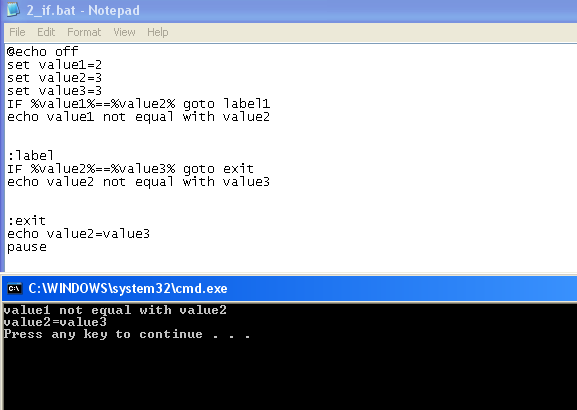 2_if.bat - Notepad
File Edit Format View Help
@echo off
set value1=2
set value2=3
set value3=3
IF %value1%==%value2% goto label1
echo value1 not equal with value2
:label
IF %value2%==%value3% goto exit
echo value2 not equal with value3
:exit
echo value2=value3
pause
C:\WINDOWS\system32\cmd.exe
value1 not equal with value2
value2=value3
Press any key to continue . . .